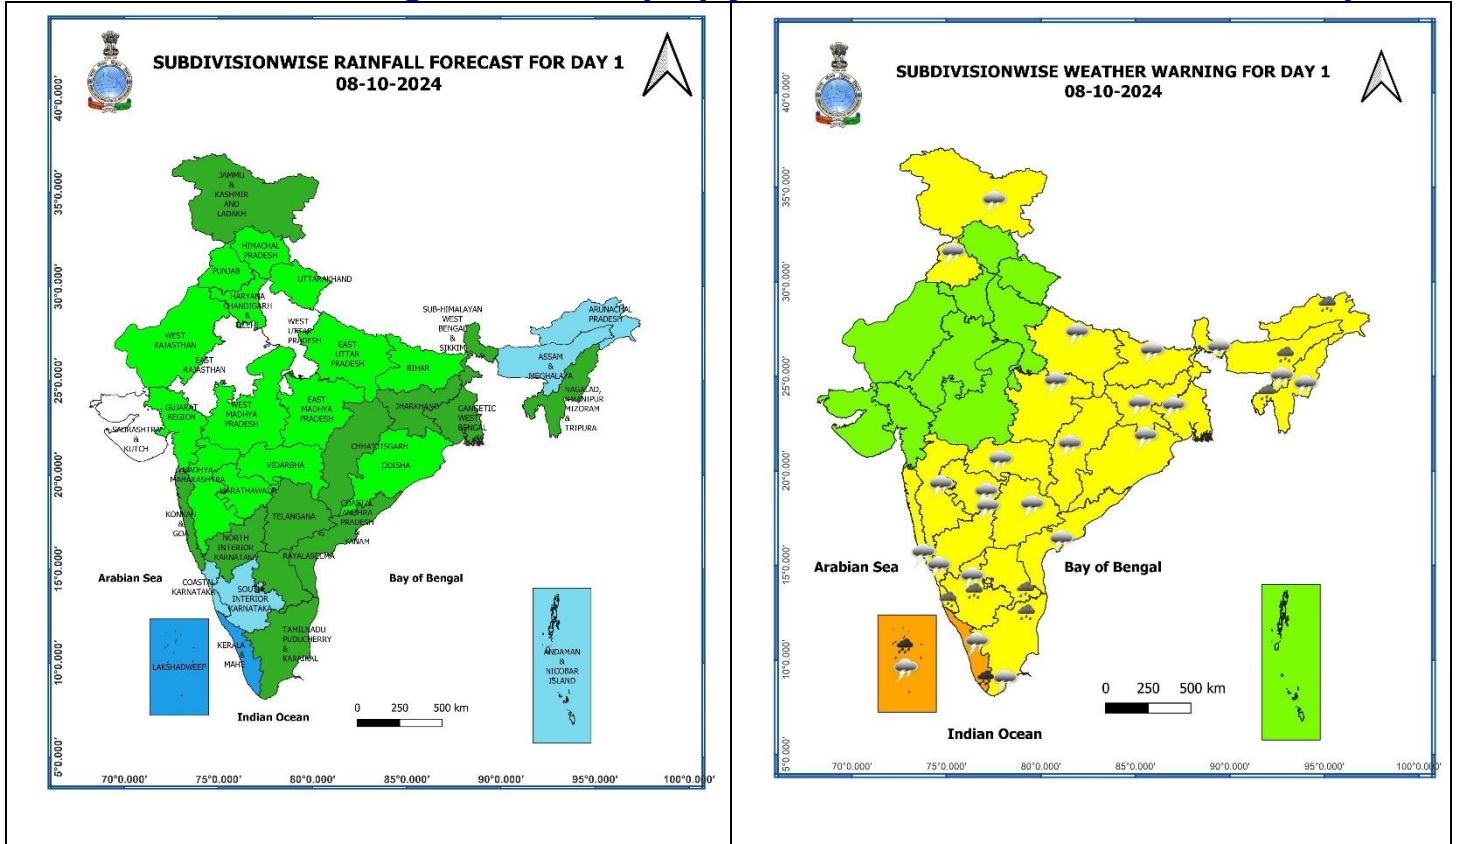 SUBDIVISIONWISE RAINFALL FORECAST FOR DAY 1
08-10-2024
40°0.000'
35°0.000'
30°0.000'
25°0.000'
20°0.000'
15°0.000'
10°0.000'
5°0.000'
JAMMU
&
KASHMIR
AND
LADAKH
HIMACHAL
PRADESH
PUNJAB
UTTARAKHAND
HARYANA
CHANDIGARH
&
DELHI
WEST
UTTAR
PRADESH
SUB-HIMALAYAN
WEST
BENGAL
&
SIKKIM
ARUNACHAL
PRADESH
WEST
RAJASTHAN
EAST
RAJASTHAN
EAST
UTTAR
PRADESH
BIHAR
ASSAM
&
MEGHALAYA
NAGALAD,
MANIPUR
MIZORAM
&
TRIPURA
GUJARAT
REGION
WEST
MADHYA
PRADESH
EAST
MADHYA
PRADESH
JHARKHAND
GANGETIC
WEST
BENGAL
SAURASHTRA
&
KUTCH
CHHATTISGARH
ODISHA
VIDARBHA
MADHYA
MAHARASHTRA
MARATHAWADA
KONKAN
&
GOA
TELANGANA
COASTAL
ANDHRA
PRADESH
&
YANAM
NORTH
INTERIOR
KARNATAKA
RAYALASEEMA
COASTAL
KARNATAKA
SOUTH
INTERIOR
KARNATAKA
Arabian Sea
Bay of Bengal
TAMILNADU
PUDUCHERRY
&
KARAIKAL
KERALA
&
MAHE
LAKSHADWEEP
ANDAMAN
&
NICOBAR
ISLAND
Indian Ocean
0 250 500 km
70°0.000' 75°0.000' 80°0.000' 85°0.000' 90°0.000' 95°0.000' 100°0.000'
SUBDIVISIONWISE WEATHER WARNING FOR DAY 1
08-10-2024
40°0.000'
35°0.000'
30°0.000'
25°0.000'
20°0.000'
15°0.000'
10°0.000'
5°0.000'
Arabian Sea
Bay of Bengal
0 250 500 km
Indian Ocean
70°0.000' 75°0.000' 80°0.000' 85°0.000' 90°0.000' 95°0.000' 100°0.000'